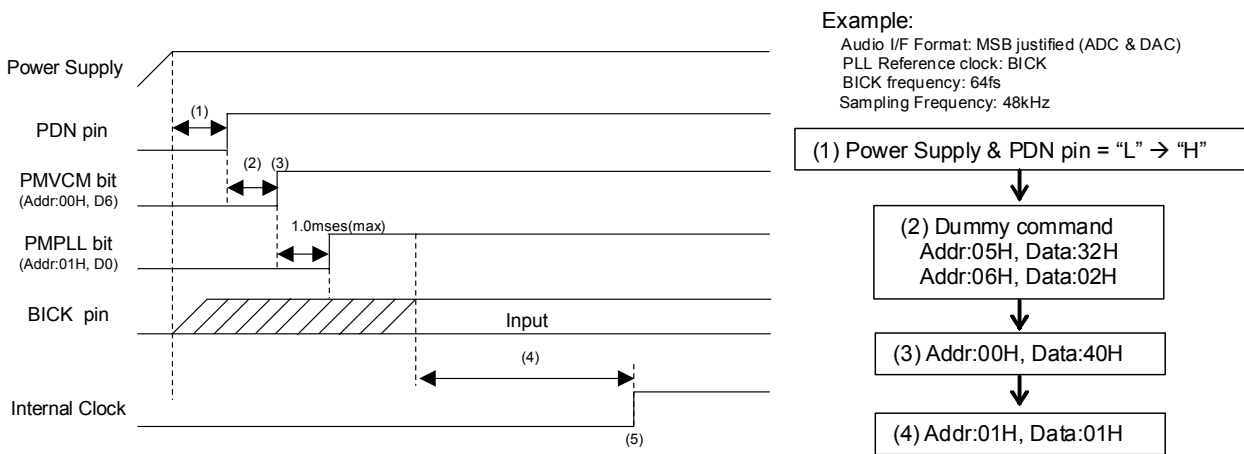 Power Supply
(1)
PDN pin
(2)
(3)
PMVCM bit
(Addr:00H, D6)
1.0mses(max)
PMPLL bit
(Addr:01H, D0)
BICK pin
Input
(4)
Internal Clock
(5)
Example:
Audio I/F Format: MSB justified (ADC & DAC)
PLL Reference clock: BICK
BICK frequency: 64fs
Sampling Frequency: 48kHz
(1) Power Supply & PDN pin = “L” → “H”
(2) Dummy command
Addr:05H, Data:32H
Addr:06H, Data:02H
(3) Addr:00H, Data:40H
(4) Addr:01H, Data:01H